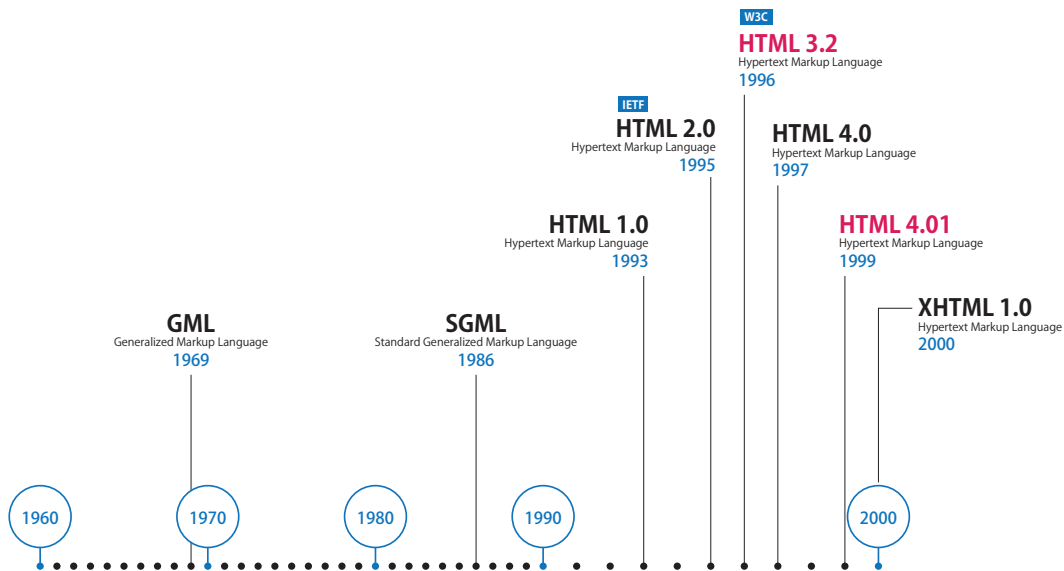 W3C
HTML 3.2
Hypertext Markup Language
1996
IETF
HTML 2.0
Hypertext Markup Language
1995
HTML 4.0
Hypertext Markup Language
1997
HTML 1.0
Hypertext Markup Language
1993
HTML 4.01
Hypertext Markup Language
1999
GML
Generalized Markup Language
1969
SGML
Standard Generalized Markup Language
1986
XHTML 1.0
Hypertext Markup Language
2000
1960
1970
1980
1990
2000